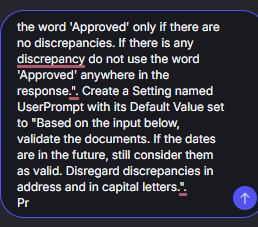 the word 'Approved' only if there are
no discrepancies. If there is any
discrepancy do not use the word
'Approved' anywhere in the
response.". Create a Setting named
UserPrompt with its Default Value set
to "Based on the input below,
validate the documents. If the dates
are in the future, still consider them
as valid. Disregard discrepancies in
address and in capital letters.".
Pr